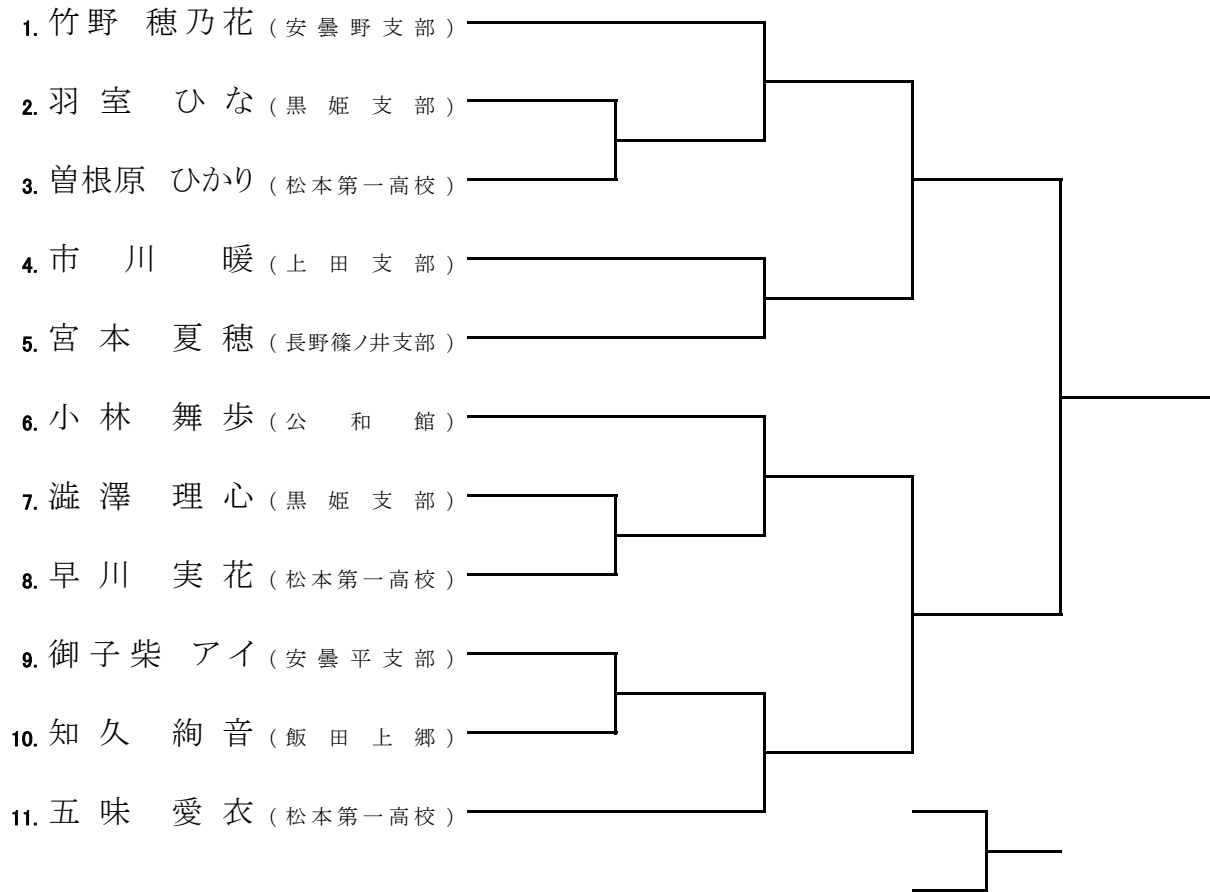 1. 竹野 穂乃花 (安曇野支部)
2. 羽室 ひな (黒姫支部)
3. 曽根原 ひかり (松本第一高校)
4. 市川 暖 (上田支部)
5. 宮本 夏穂 (長野篠ノ井支部)
6. 小林 舞歩 (公和館)
7. 澁澤 理心 (黒姫支部)
8. 早川 実花 (松本第一高校)
9. 御子柴 アイ (安曇平支部)
10. 知久 絢音 (飯田上郷)
11. 五味 愛衣 (松本第一高校)